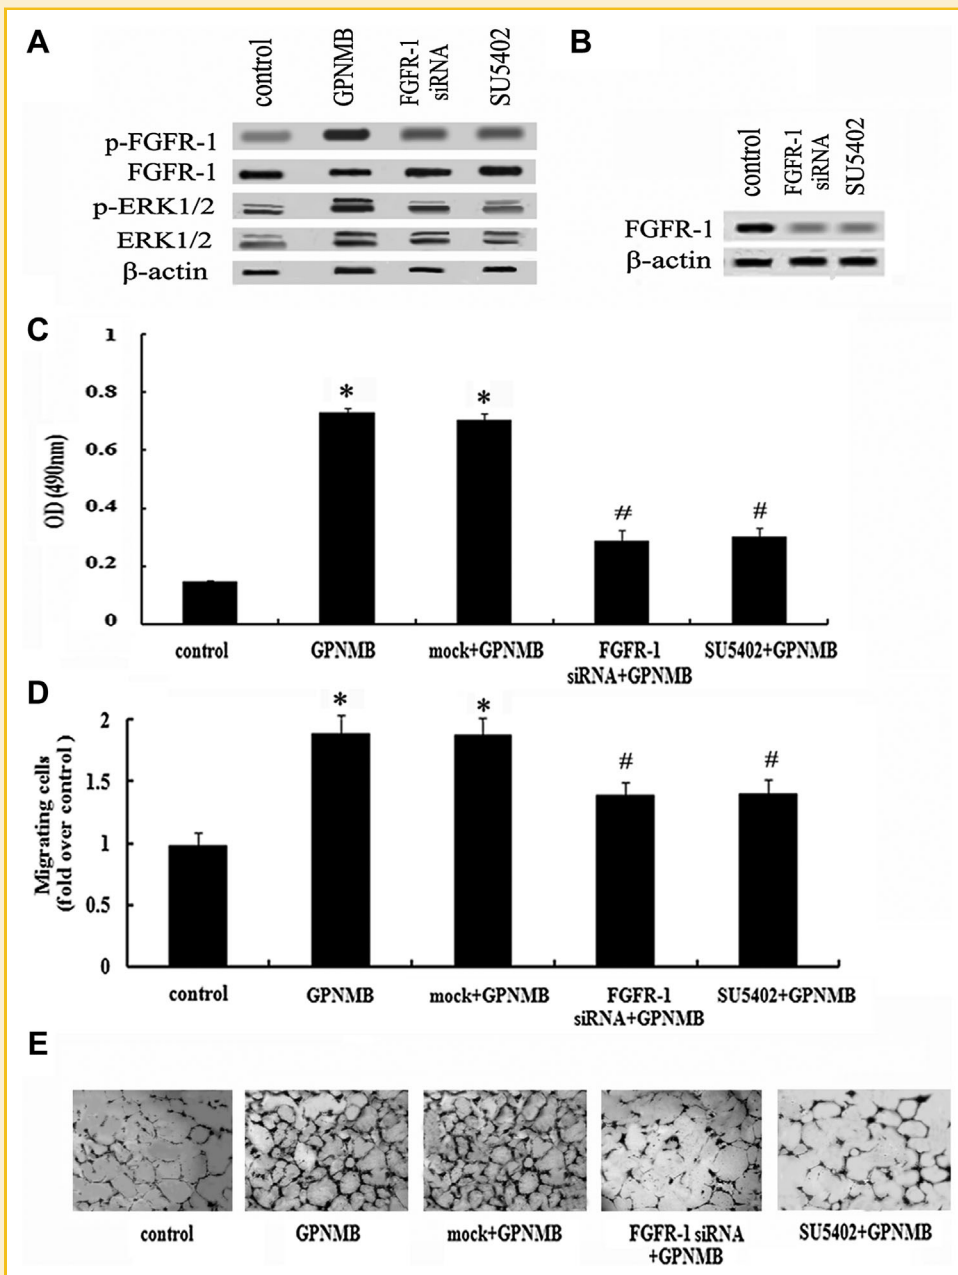 A
control
GPNMB
FGFR-1
siRNA
SU5402
p-FGFR-1
FGFR-1
p-ERK1/2
ERK1/2
β-actin
B
control
FGFR-1
siRNA
SU5402
FGFR-1
β-actin
C
OD (490nm)
1
0.8
0.6
0.4
0.2
0
*
*
#
#
control
GPNMB
mock+GPNMB
FGFR-1
siRNA+GPNMB
SU5402+GPNMB
D
Migrating cells
(fold over control )
2
1.5
1
0.5
0
*
*
#
#
control
GPNMB
mock+GPNMB
FGFR-1
siRNA+GPNMB
SU5402+GPNMB
E
control
GPNMB
mock+GPNMB
FGFR-1 siRNA
+GPNMB
SU5402+GPNMB